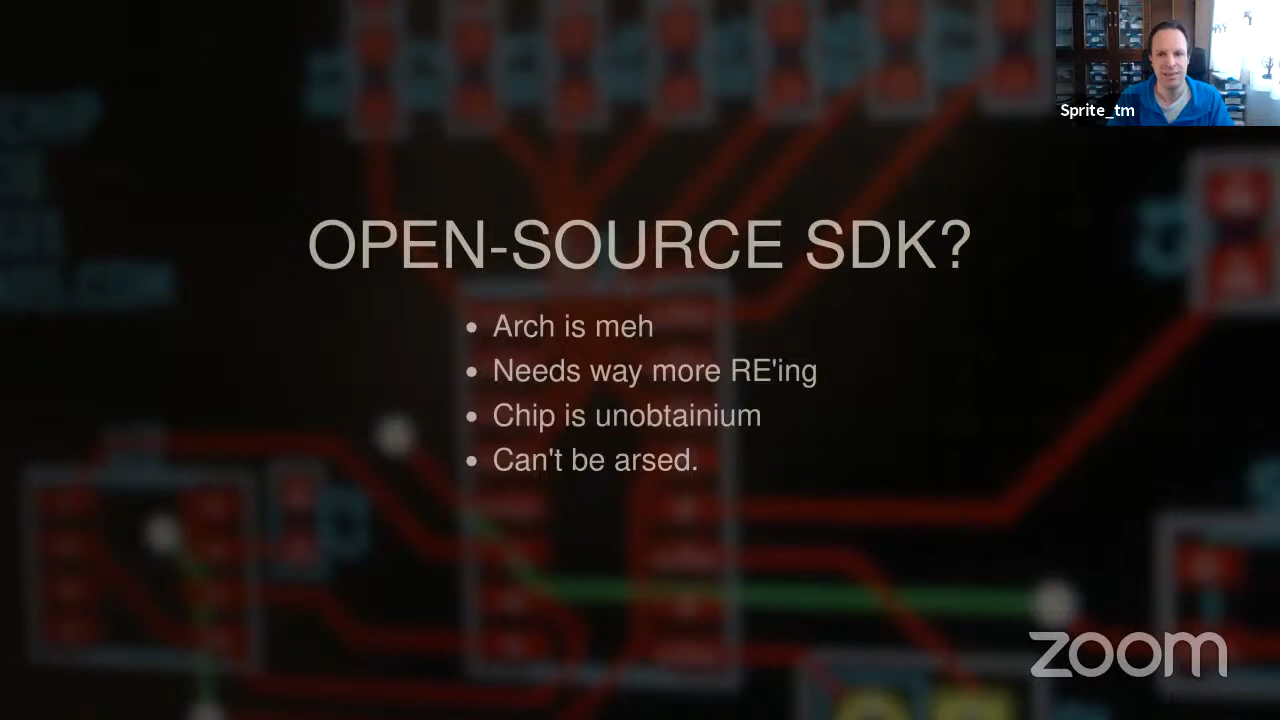 Sprite_tm
OPEN-SOURCE SDK?
• Arch is meh
• Needs way more RE'ing
• Chip is unobtainium
• Can't be arsed.
zoom